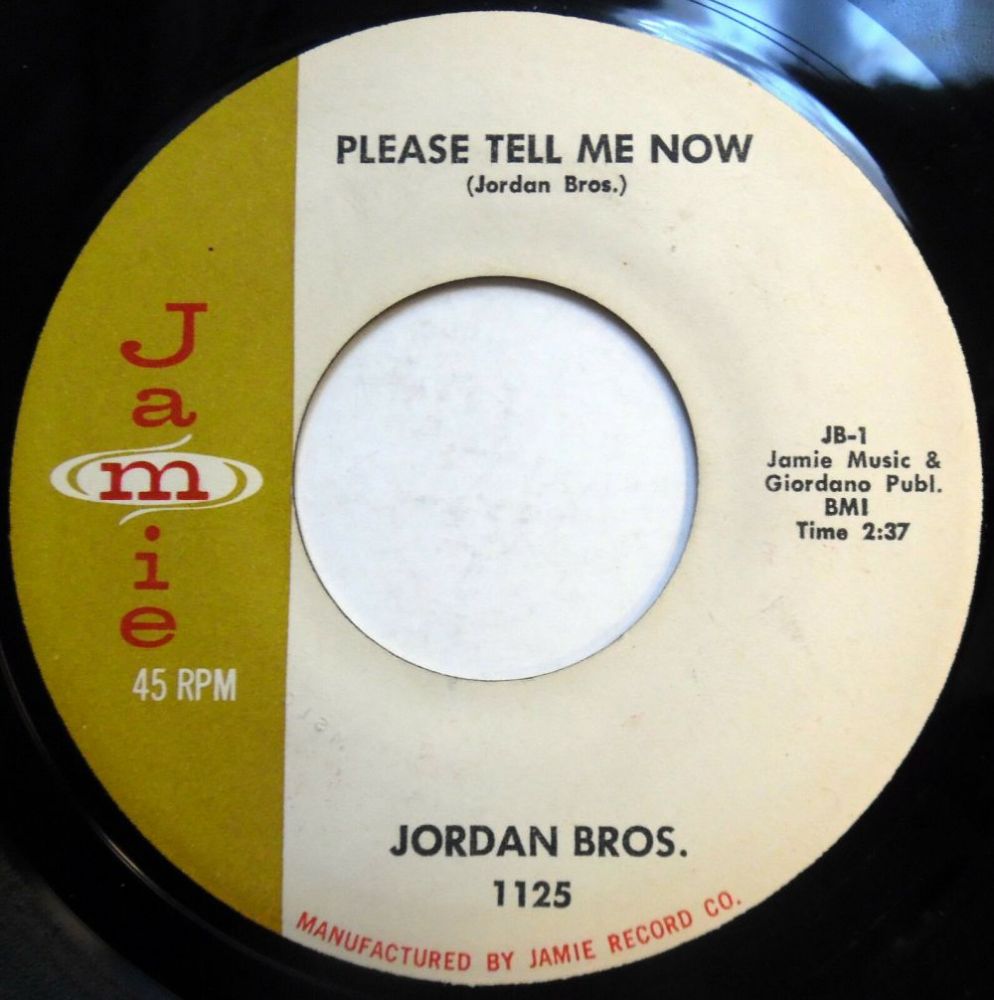 PLEASE TELL ME NOW
(Jordan Bros.)
Jamie
45 RPM
JB-1
Jamie Music &
Giordano Publ.
BMI
Time 2:37
JORDAN BROS.
1125
MANUFACTURED BY JAMIE RECORD CO.